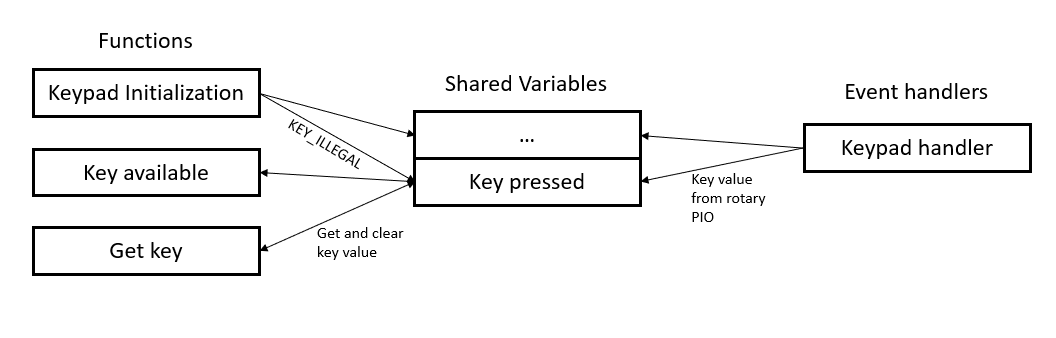 Functions
Keypad Initialization
Key available
Get key
KEY_ILLEGAL
Get and clear
key value
Shared Variables
...
Key pressed
Event handlers
Keypad handler
Key value
from rotary
PIO